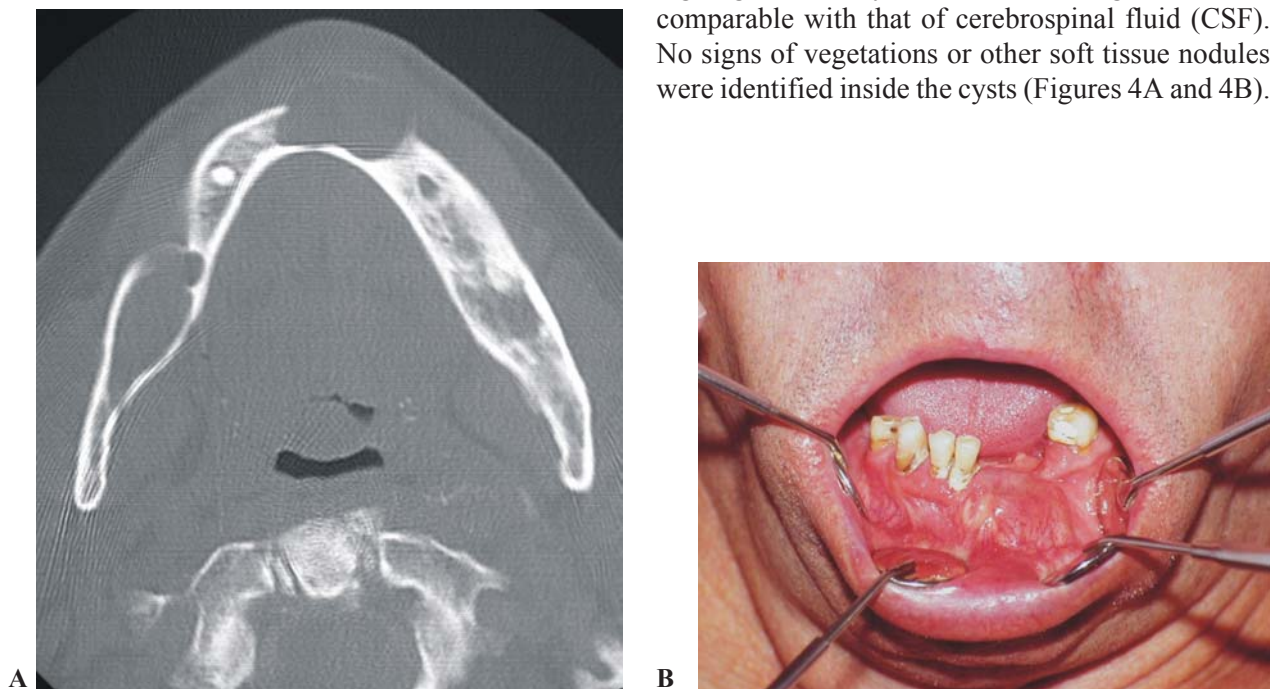 comparable with that of cerebrospinal fluid (CSF).
No signs of vegetations or other soft tissue nodules
were identified inside the cysts (Figures 4A and 4B).
A
B